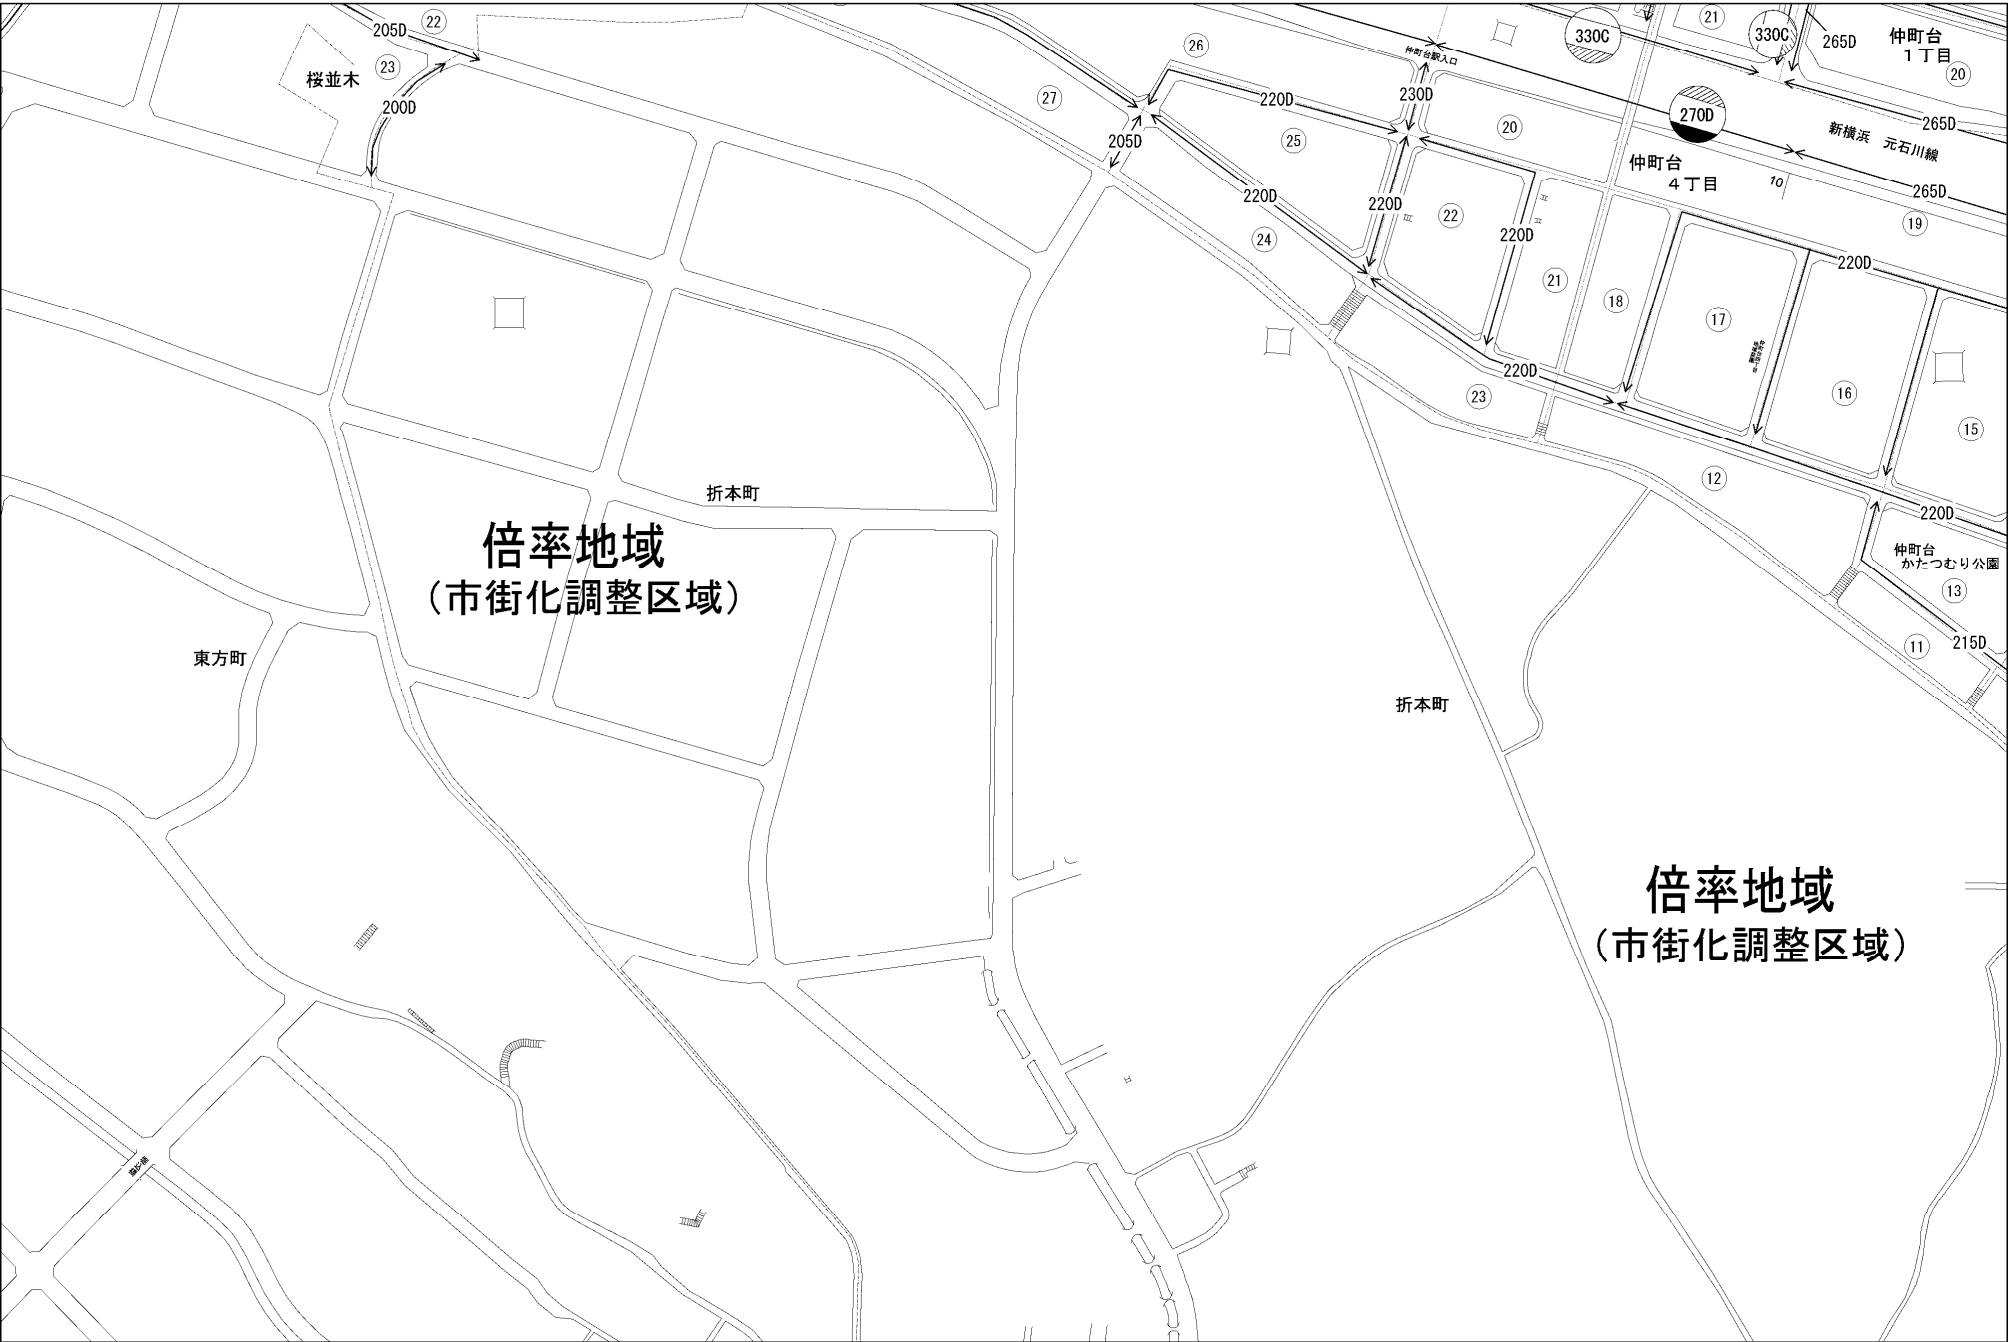 22
205D
23
桜並木
200D
26
27
205D
220D
25
仲町台駅入口
230D
330C
21
330C
265D
仲町台
1丁目
20
270D
20
265D
新横浜 元石川線
仲町台
4丁目
10
265D
19
220D
24
220D
22
220D
21
18
17
220D
16
15
220D
23
12
220D
仲町台
かたつむり公園
13
11
215D
折本町
倍率地域
(市街化調整区域)
東方町
折本町
倍率地域
(市街化調整区域)